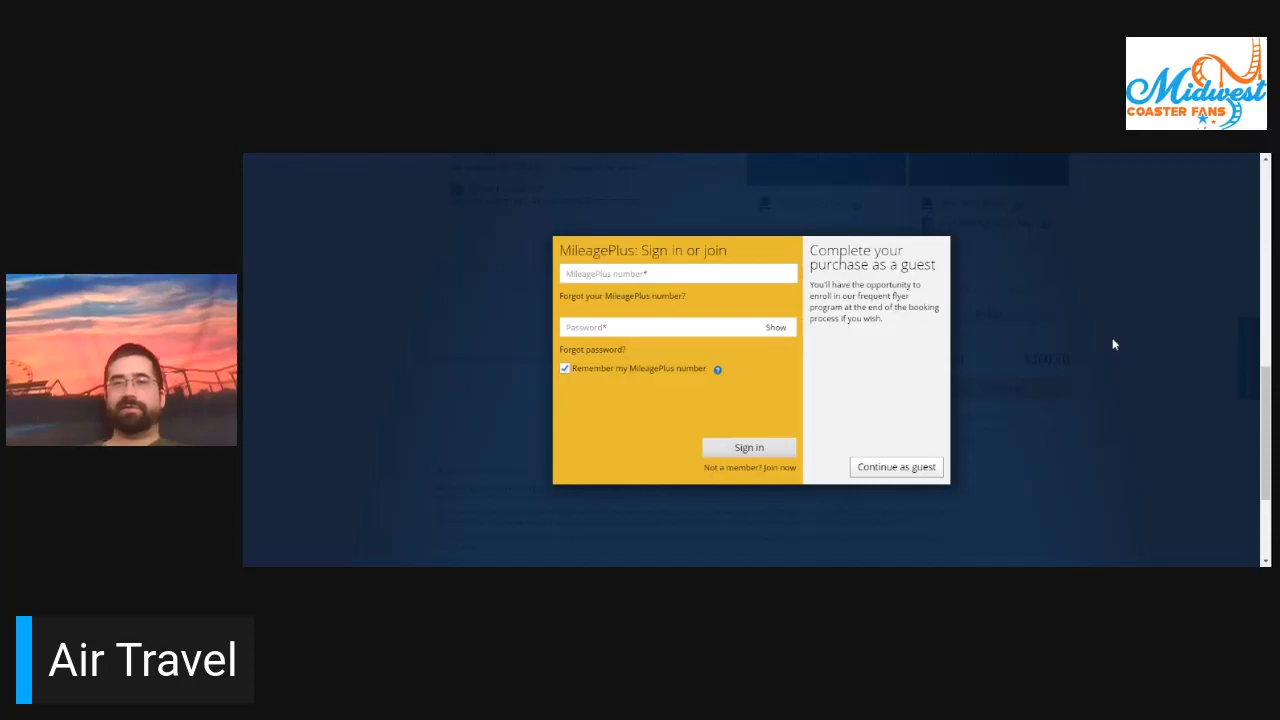 Midwest
COASTER FANS
MileagePlus: Sign in or join
MileagePlus number*
Forgot your MileagePlus number?
Password*
Show
Forgot password?
Remember my MileagePlus number
?
Sign in
Not a member? Join now
Complete your
purchase as a guest
You'll have the opportunity to
enroll in our frequent flyer
program at the end of the booking
process if you wish.
Continue as guest
Air Travel